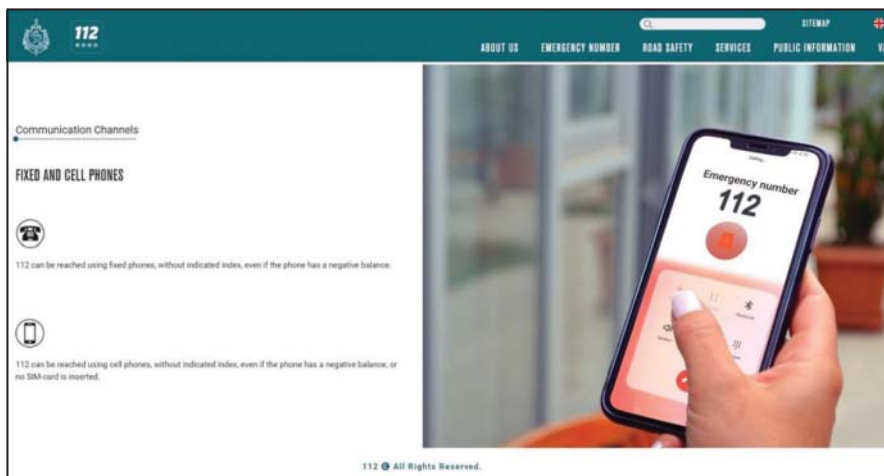 112
SITEMAP
ABOUT US EMERGENCY NUMBER ROAD SAFETY SERVICES PUBLIC INFORMATION
Communication Channels
FIXED AND CELL PHONES
112 can be reached using fixed phones, without indicated index, even if the phone has a negative balance.
112 can be reached using cell phones, without indicated index, even if the phone has a negative balance, or
no SIM-card is inserted.
Emergency number
112
112 All Rights Reserved.